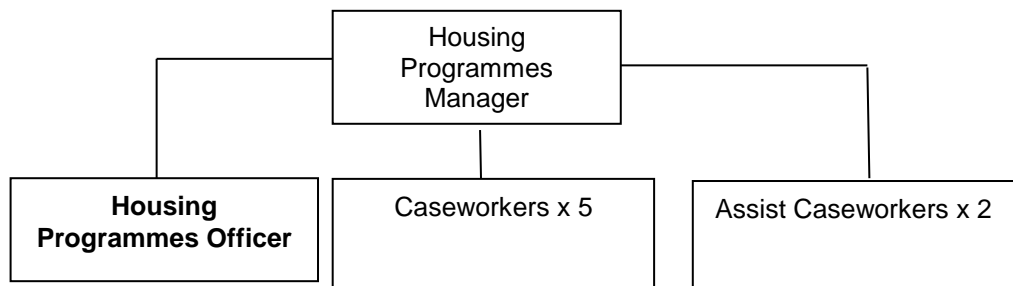 Housing
Programmes
Manager
Housing
Programmes Officer
Caseworkers x 5
Assist Caseworkers x 2